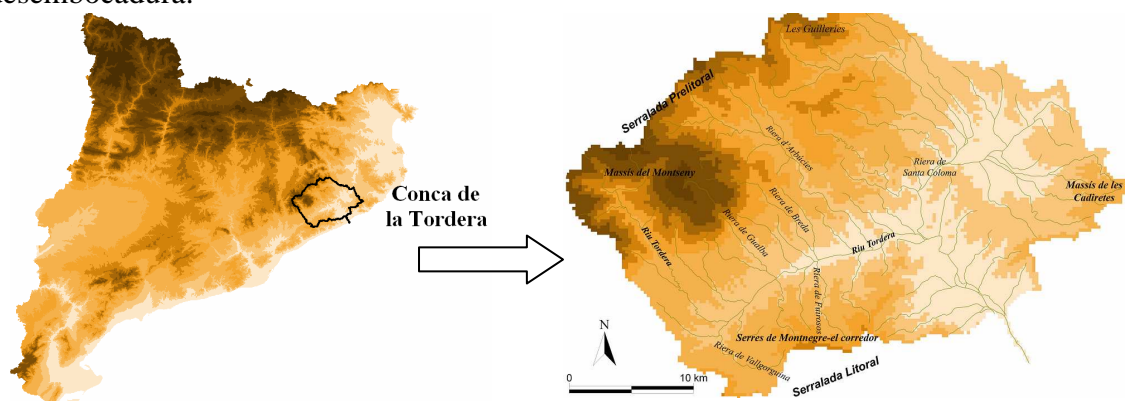 desembocadura.
Conca de
la Tordera
Les Guilleries
Serralada Prelitoral
Riera d'Arbúcies
Massís del Montseny
Riera de
Santa Coloma
Massís de les
Cadiretes
Riera de Breda
Riera de Gualba
Riu Tordera
Riu Tordera
Riera de Fuirosos
Serres de Montnegre-el corredor
Riera de Vallgorguina
Serralada Litoral
N
0 10 km